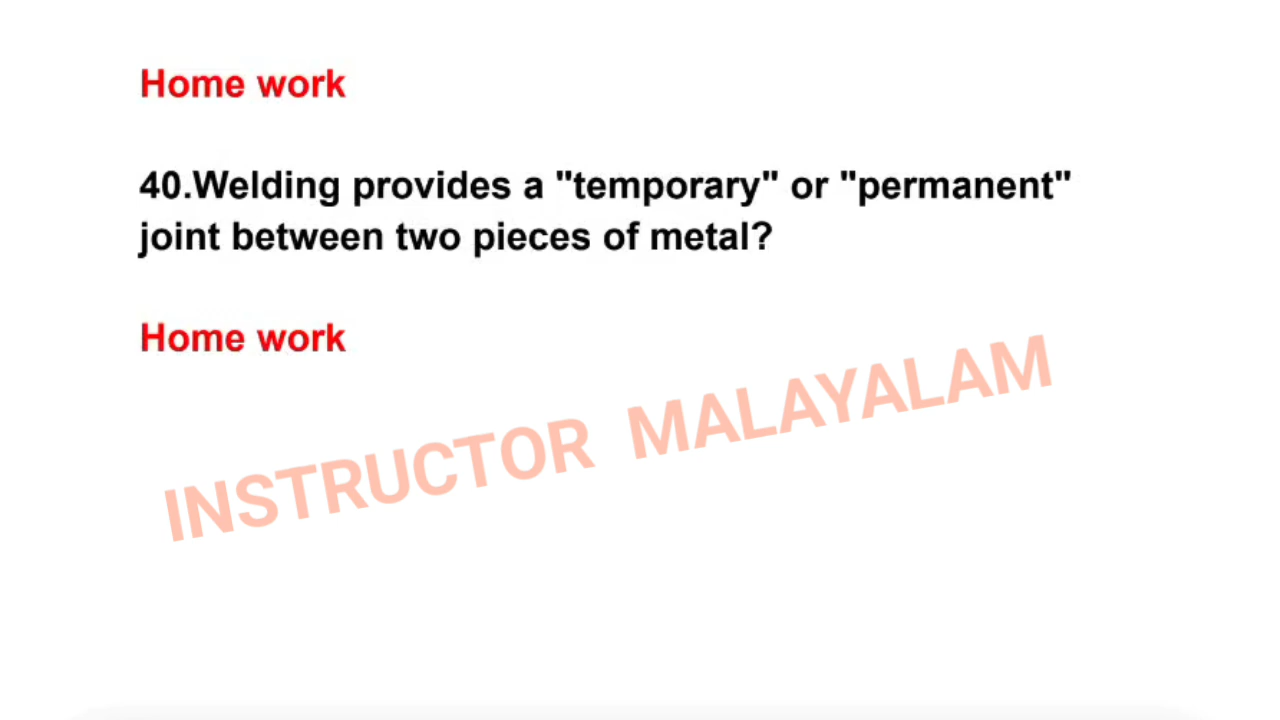 Home work
40.Welding provides a "temporary" or "permanent"
joint between two pieces of metal?
Home work
INSTRUCTOR MALAYALAM